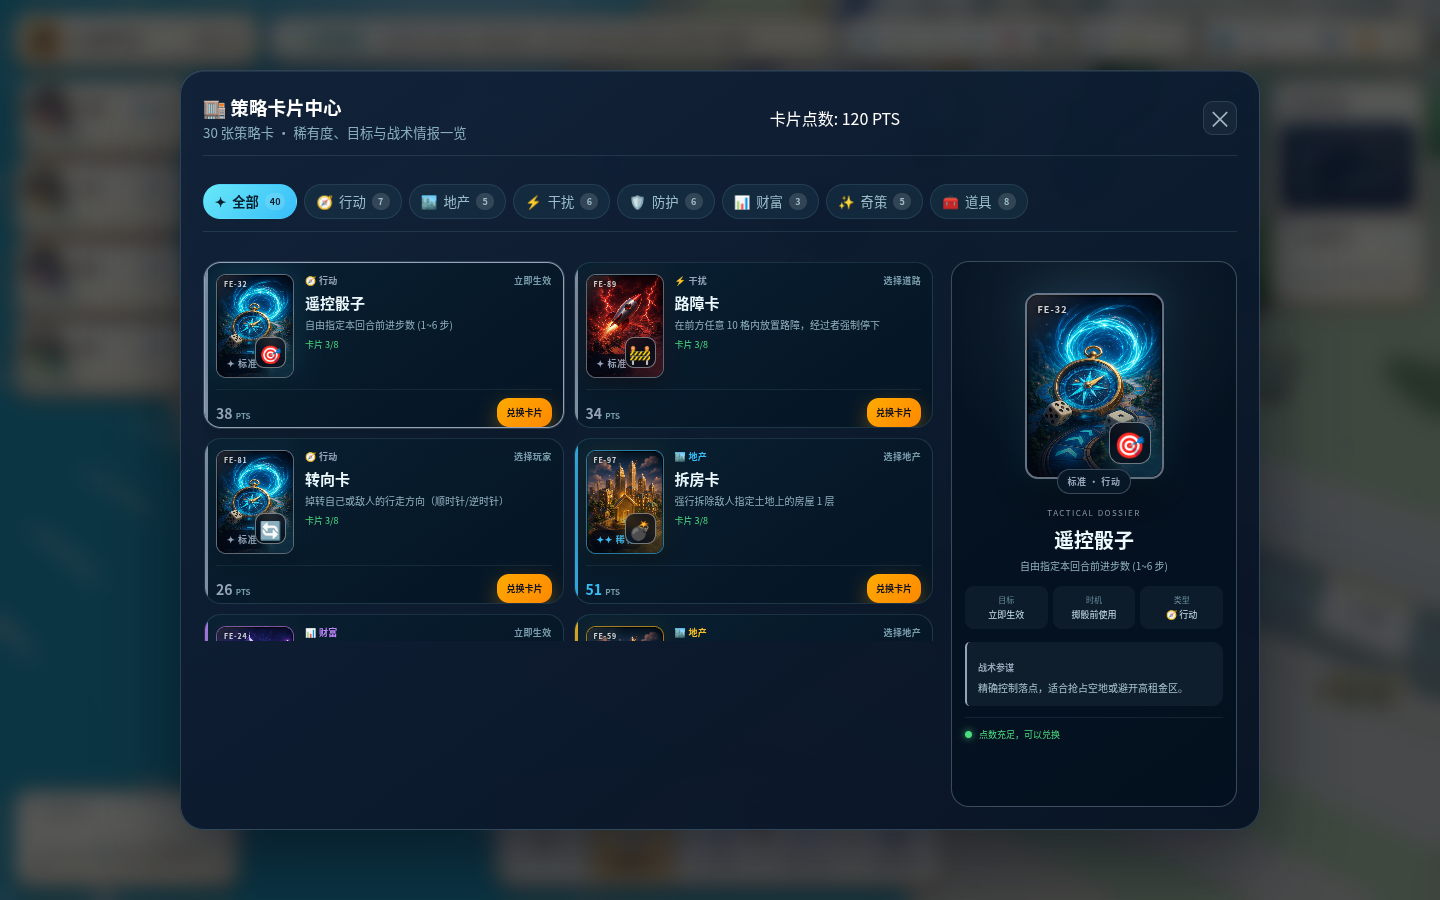 策略卡片中心
30 张策略卡 · 稀有度、目标与战术情报一览
卡片点数: 120 PTS
全部 40
行动 7
地产 5
干扰 6
防护 6
财富 3
奇策 5
道具 8
FE-32
标准
行动
立即生效
遥控骰子
自由指定本回合前进步数 (1~6 步)
卡片 3/8
38 PTS
兑换卡片
FE-89
标准
干扰
选择道路
路障卡
在前方任意 10 格内放置路障，经过者强制停下
卡片 3/8
34 PTS
兑换卡片
FE-81
标准
行动
选择玩家
转向卡
掉转自己或敌人的行走方向（顺时针/逆时针）
卡片 3/8
26 PTS
兑换卡片
FE-97
稀
地产
选择地产
拆房卡
强行拆除敌人指定土地上的房屋 1 层
卡片 3/8
51 PTS
兑换卡片
FE-24
财富
立即生效
FE-59
地产
选择地产
FE-32
标准 · 行动
TACTICAL DOSSIER
遥控骰子
自由指定本回合前进步数 (1~6 步)
目标
立即生效
时机
掷骰前使用
类型
行动
战术参谋
精确控制落点，适合抢占空地或避开高租金区。
点数充足，可以兑换